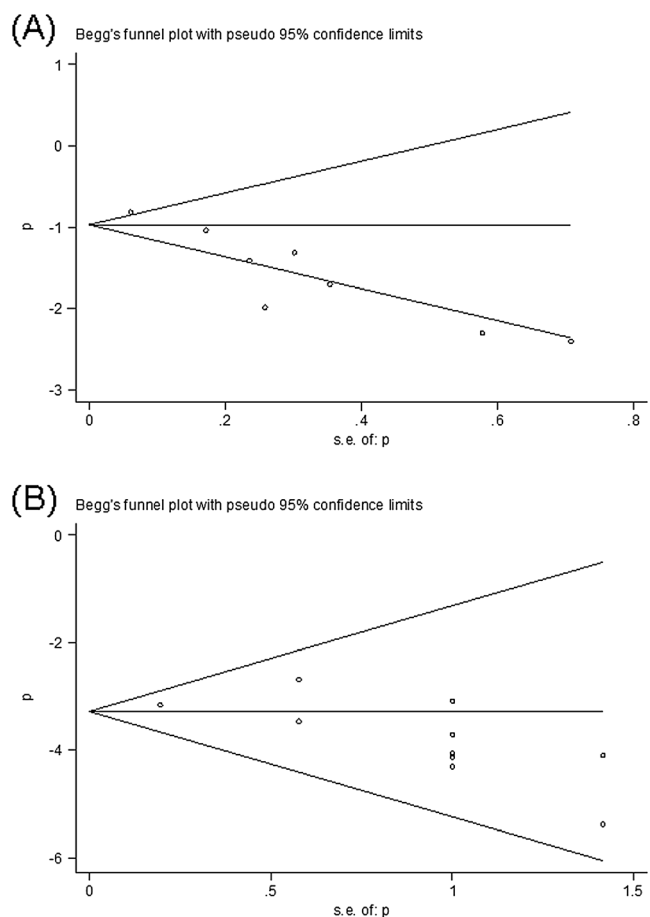 (A)
Begg's funnel plot with pseudo 95% confidence limits
1
0
-1
-2
-3
p
0 .2 .4 .6 .8
s.e. of: p
(B)
Begg's funnel plot with pseudo 95% confidence limits
0
-2
-4
-6
p
0 .5 1 1.5
s.e. of: p